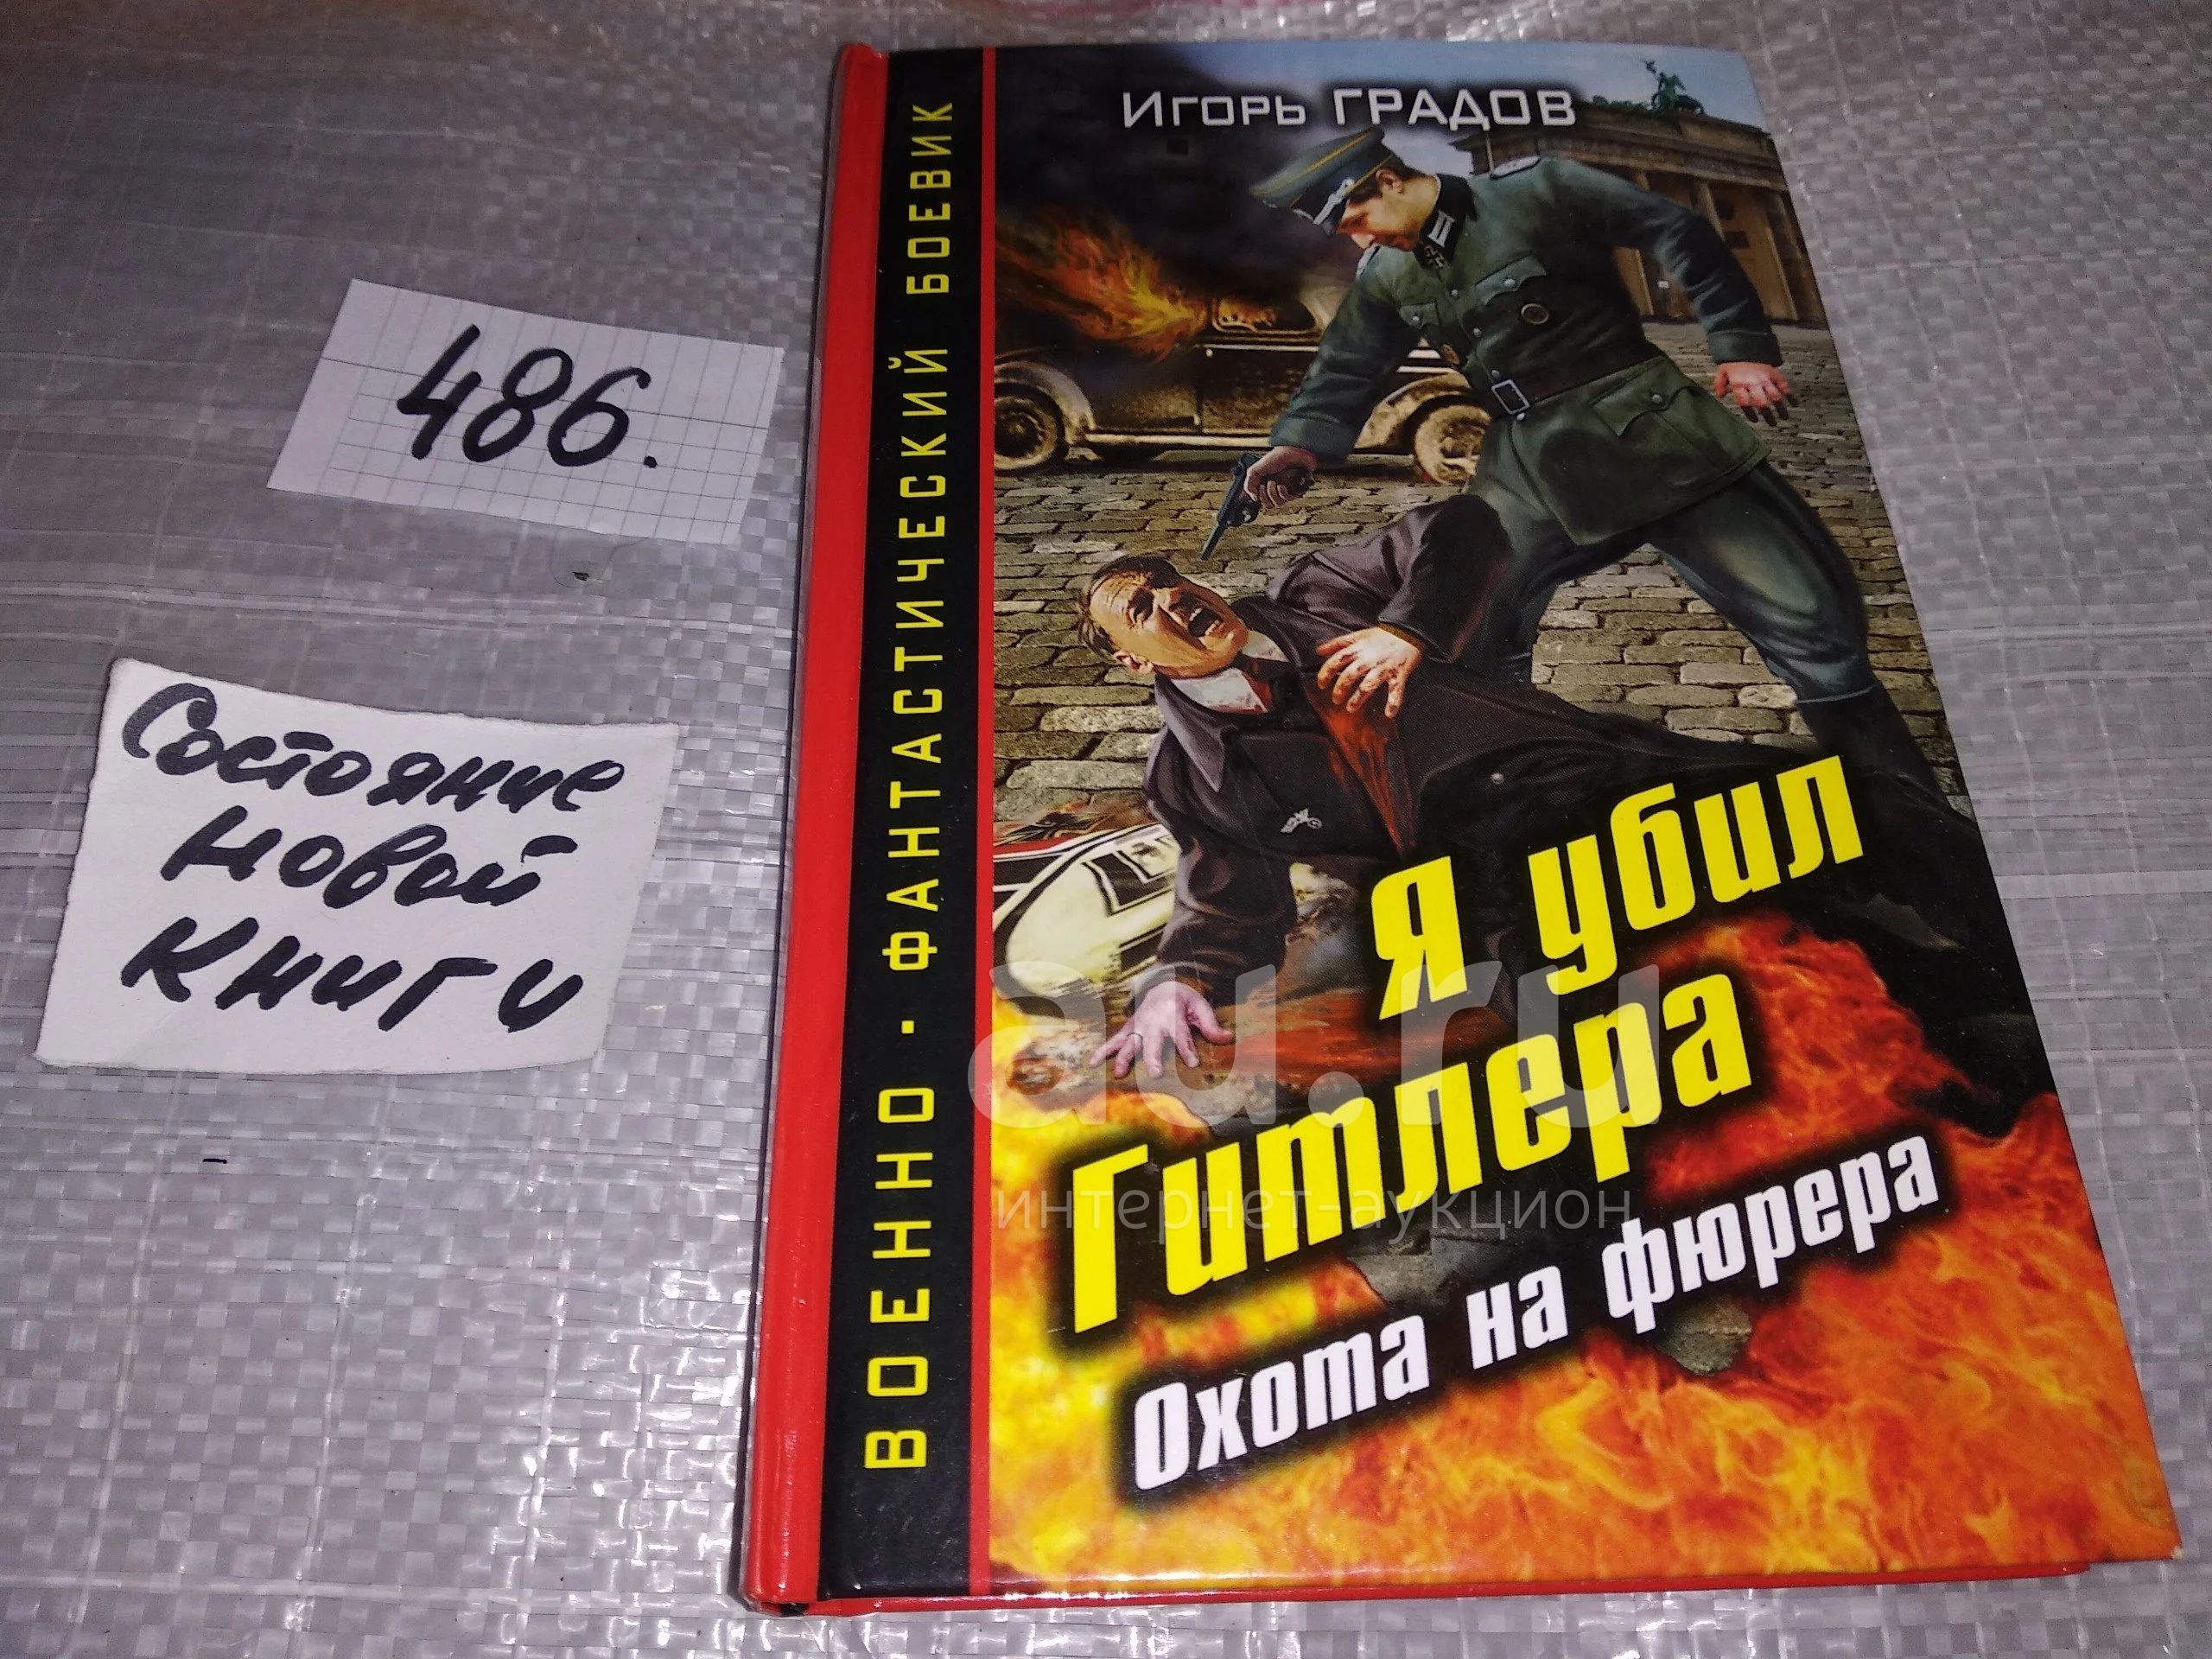 486.
Состояние
новой
книги
ВОЕННО-ФАНТАСТИЧЕСКИЙ БОЕВИК
Игорь ГРАДОВ
Я убил
Гитлера
Охота на фюрера
au.ru
интернет-аукцион